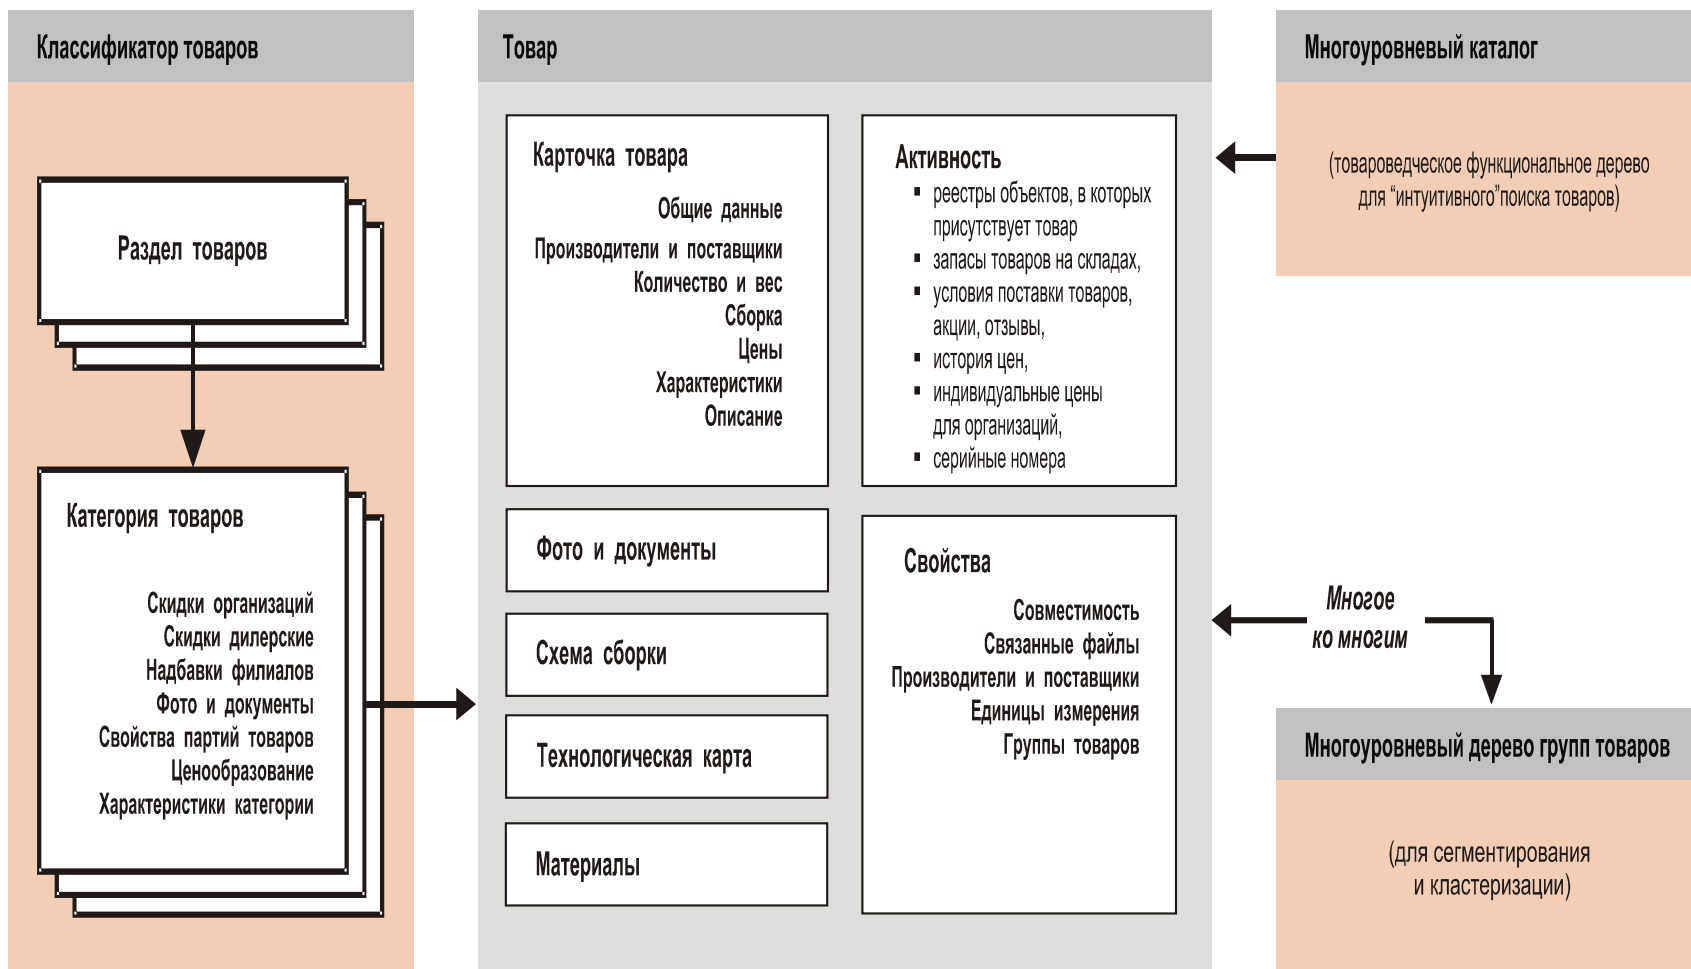 Классификатор товаров
Раздел товаров
Категория товаров
Скидки организаций
Скидки дилерские
Надбавки филиалов
Фото и документы
Свойства партий товаров
Ценообразование
Характеристики категории
Товар
Карточка товара
Общие данные
Производители и поставщики
Количество и вес
Сборка
Цены
Характеристики
Описание
Фото и документы
Схема сборки
Технологическая карта
Материалы
Активность
▪ реестры объектов, в которых
присутствует товар
▪ запасы товаров на складах,
▪ условия поставки товаров,
акции, отзывы,
▪ история цен,
▪ индивидуальные цены
для организаций,
▪ серийные номера
Свойства
Совместимость
Связанные файлы
Производители и поставщики
Единицы измерения
Группы товаров
Многоуровневый каталог
(товароведческое функциональное дерево
для “интуитивного”поиска товаров)
Многое
ко многим
Многоуровневый дерево групп товаров
(для сегментирования
и кластеризации)